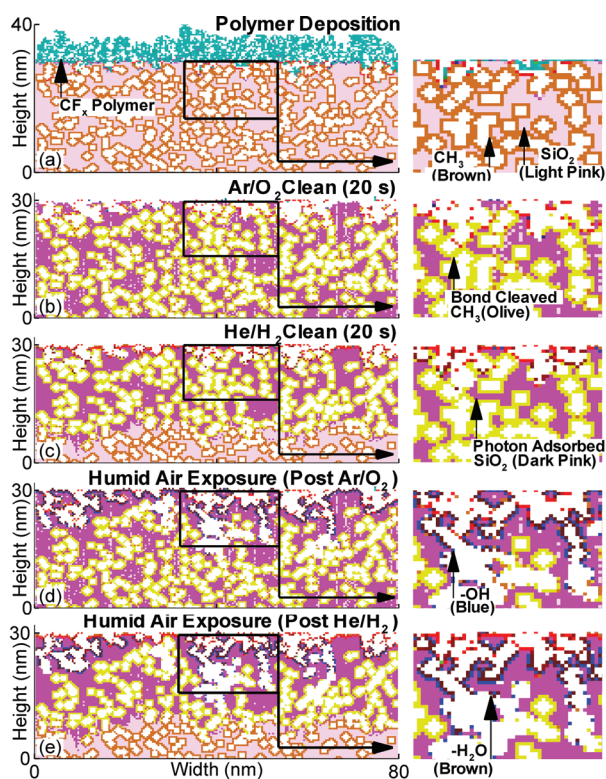 Polymer Deposition
40
30
Height (nm)
0
CFx Polymer
(a)
CH3
(Brown)
SiO2
(Light Pink)
Ar/O2 Clean (20 s)
30
Height (nm)
0
(b)
Bond Cleaved
CH3(Olive)
He/H2 Clean (20 s)
30
Height (nm)
0
(c)
Photon Adsorbed
SiO2 (Dark Pink)
Humid Air Exposure (Post Ar/O2)
30
Height (nm)
0
(d)
-OH
(Blue)
Humid Air Exposure (Post He/H2)
30
Height (nm)
0
(e)
-H2O
(Brown)
0
Width (nm)
80